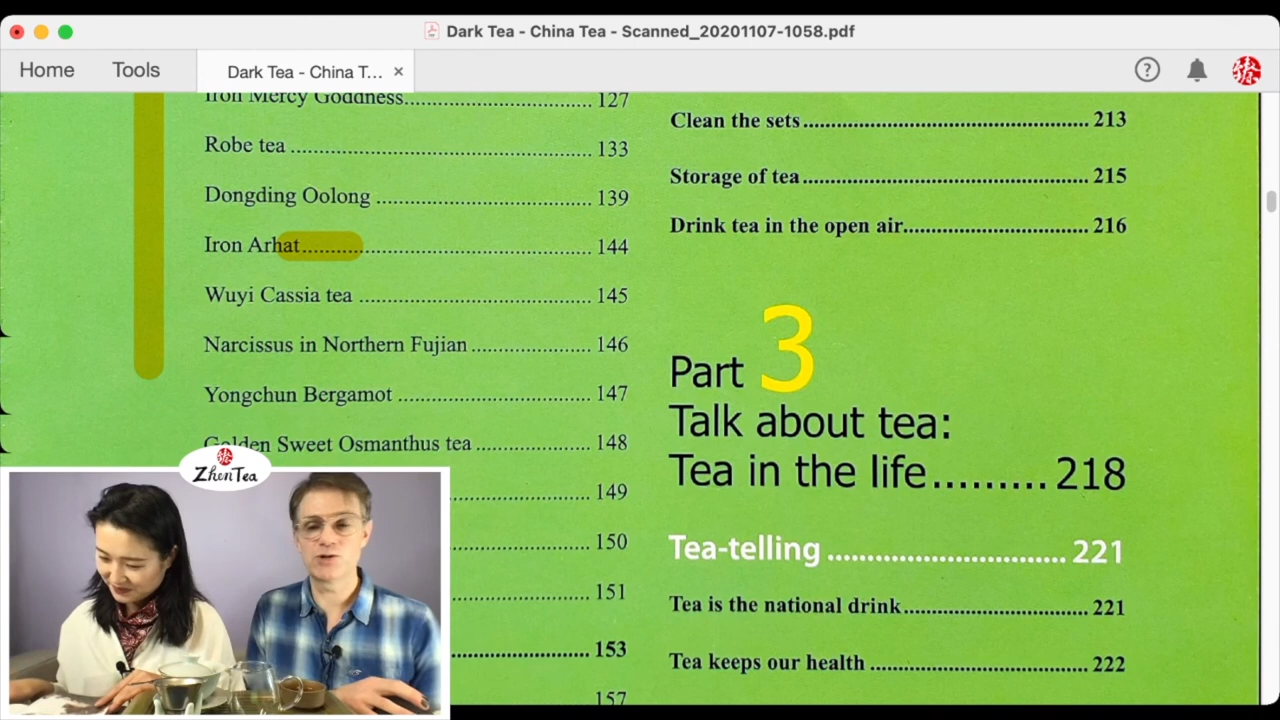 Dark Tea - China Tea - Scanned_20201107-1058.pdf
Home
Tools
Dark Tea - China T...
Iron Mercy Goddness.................................. 127
Robe tea ..................................................... 133
Dongding Oolong ...................................... 139
Iron Arhat.................................................... 144
Wuyi Cassia tea ......................................... 145
Narcissus in Northern Fujian ..................... 146
Yongchun Bergamot .................................. 147
Golden Sweet Osmanthus tea .................... 148
149
150
151
153
157
Clean the sets ................................................ 213
Storage of tea ................................................ 215
Drink tea in the open air............................... 216
Part 3
Talk about tea:
Tea in the life......... 218
Tea-telling .......................... 221
Tea is the national drink............................... 221
Tea keeps our health .................................... 222
ZhenTea